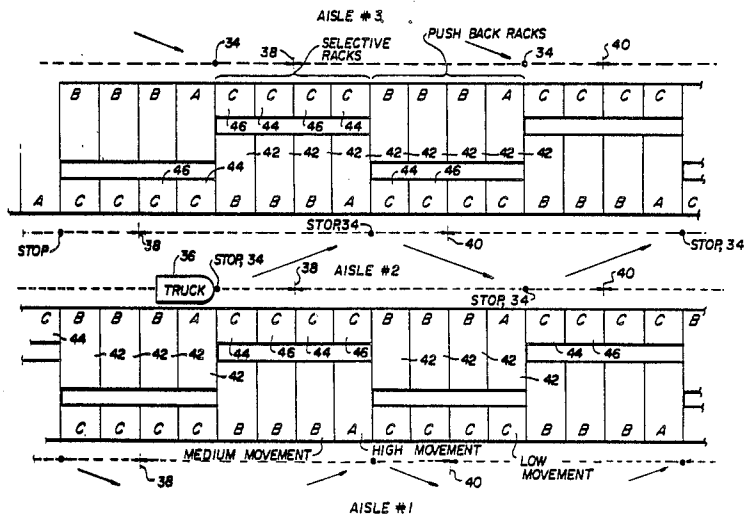 AISLE #3
34 38 SELECTIVE RACKS PUSH BACK RACKS 34 40
B B B A C C C C B B B A C C C C
46 44 46 44
42 42 42 42 42 42 42 42
46 44 44 46
A C C C C B B B A C C C C B B B A C
STOP 38 STOP,34 40 STOP, 34
36 STOP, 34 38 AISLE #2 40
TRUCK STOP, 34
C B B B A C C C C B B B A C C C C B
44 44 46 44 46 44 46
42 42 42 42 42 42
42 42
C C C C B B B A C C C C B B B A
MEDIUM MOVEMENT HIGH MOVEMENT LOW MOVEMENT
38 40
AISLE #1